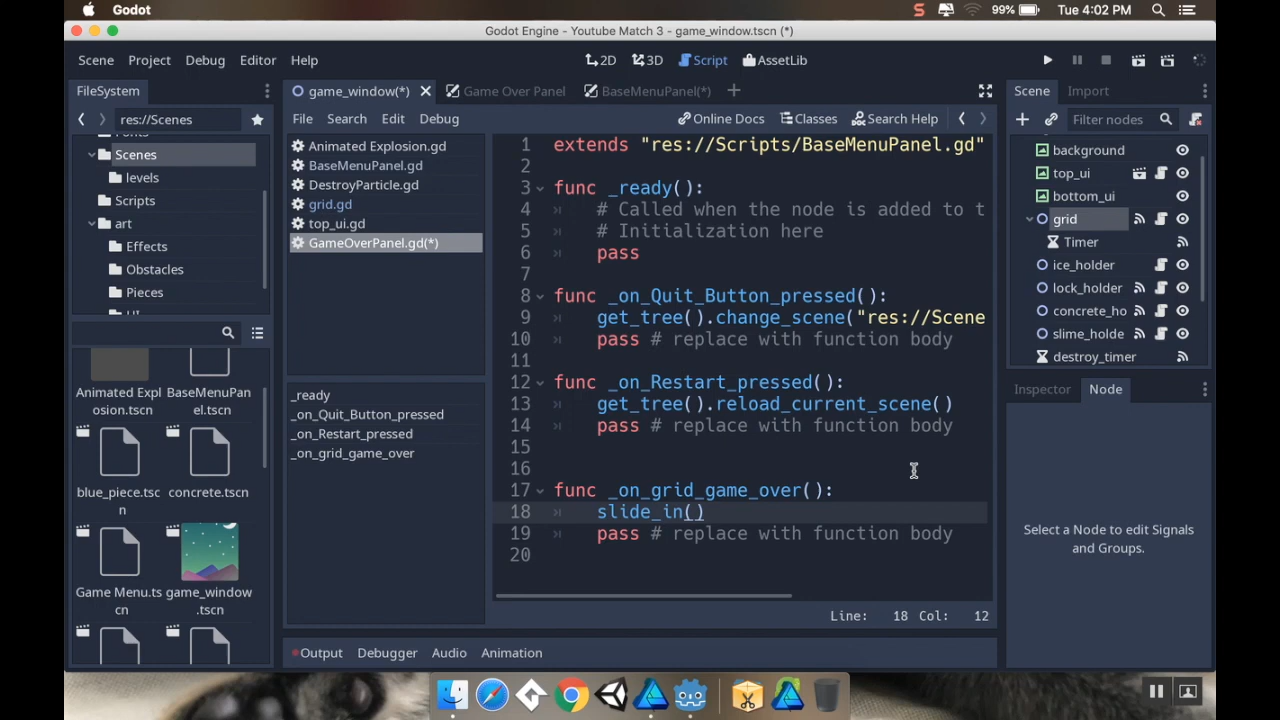 Godot
99%
Tue 4:02 PM
Godot Engine - Youtube Match 3 - game_window.tscn (*)
Scene Project Debug Editor Help
2D 3D Script AssetLib
FileSystem
game_window(*)
Game Over Panel
BaseMenuPanel(*)
Scene Import
res://Scenes
File Search Edit Debug
Online Docs Classes Search Help
Filter nodes
Scenes
levels
Scripts
art
Effects
Obstacles
Pieces
Animated Explosion.gd
BaseMenuPanel.gd
DestroyParticle.gd
grid.gd
top_ui.gd
GameOverPanel.gd(*)
_ready
_on_Quit_Button_pressed
_on_Restart_pressed
_on_grid_game_over
1 extends "res://Scripts/BaseMenuPanel.gd"
2
3 func _ready():
4 # Called when the node is added to t
5 # Initialization here
6 pass
7
8 func _on_Quit_Button_pressed():
9 get_tree().change_scene("res://Scene
10 pass # replace with function body
11
12 func _on_Restart_pressed():
13 get_tree().reload_current_scene()
14 pass # replace with function body
15
16
17 func _on_grid_game_over():
18 slide_in()
19 pass # replace with function body
20
Line: 18 Col: 12
background
top_ui
bottom_ui
grid
Timer
ice_holder
lock_holder
concrete_ho
slime_holde
destroy_timer
Inspector Node
Select a Node to edit Signals
and Groups.
Animated Expl
osion.tscn
BaseMenuPan
el.tscn
blue_piece.tsc
n
concrete.tscn
Game Menu.ts
cn
game_window
.tscn
Output Debugger Audio Animation